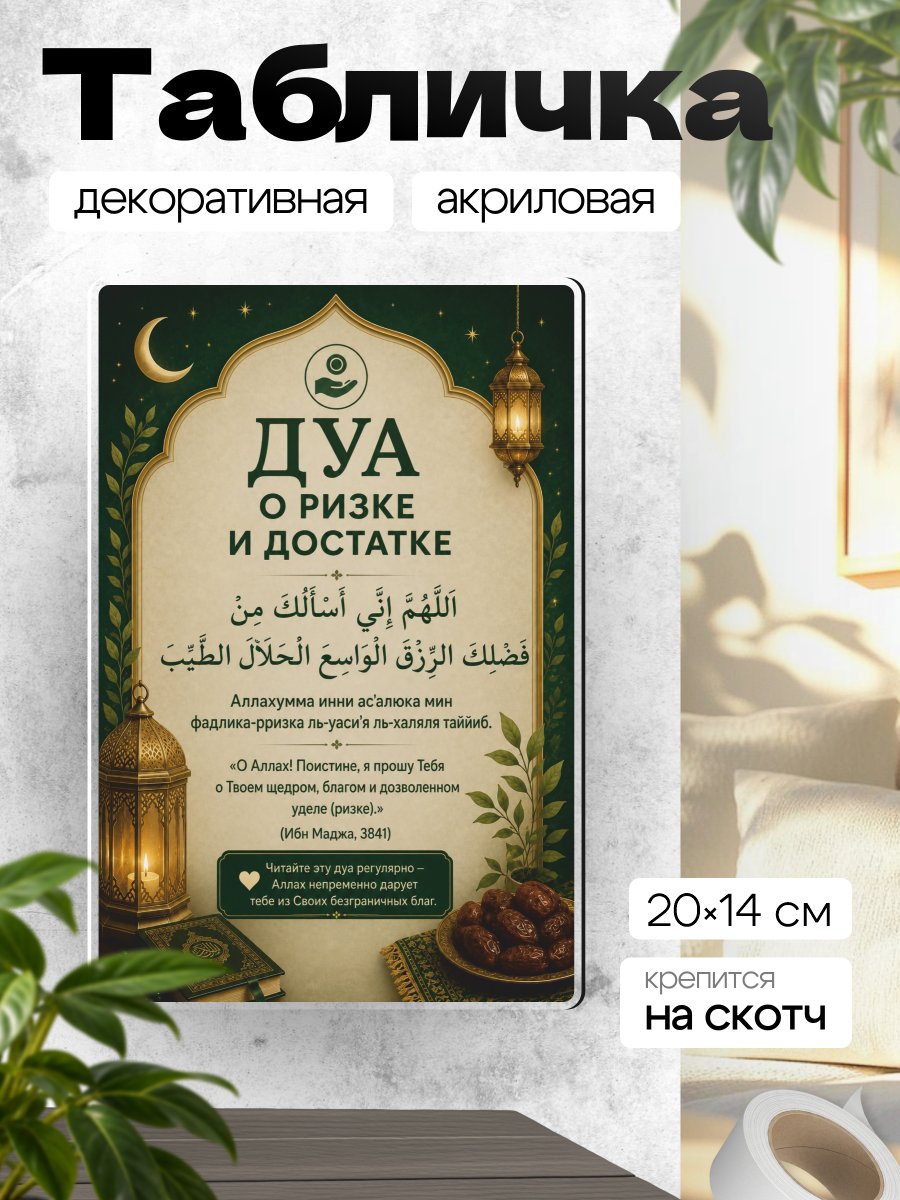 Табличка
декоративная
акриловая
ДУА
О РИЗКЕ
И ДОСТАТКЕ
اَللَّهُمَّ إِنَّي أَسْأَلُكَ مِنْ
فَضْلِكَ الرِّزْقَ الْوَاسِعَ الْحَلَالَ الطَّيِّبَ
Аллахумма инни ас’алюка мин
фадлика-рризка ль-уаси’я ль-халяля таййиб.
«О Аллах! Поистине, я прошу Тебя
о Твоем щедром, благом и дозволенном
уделе (ризке).»
(Ибн Маджа, 3841)
Читайте эту дуа регулярно –
Аллах непременно дарует
тебе из Своих безграничных благ.
20×14 см
крепится
на скотч